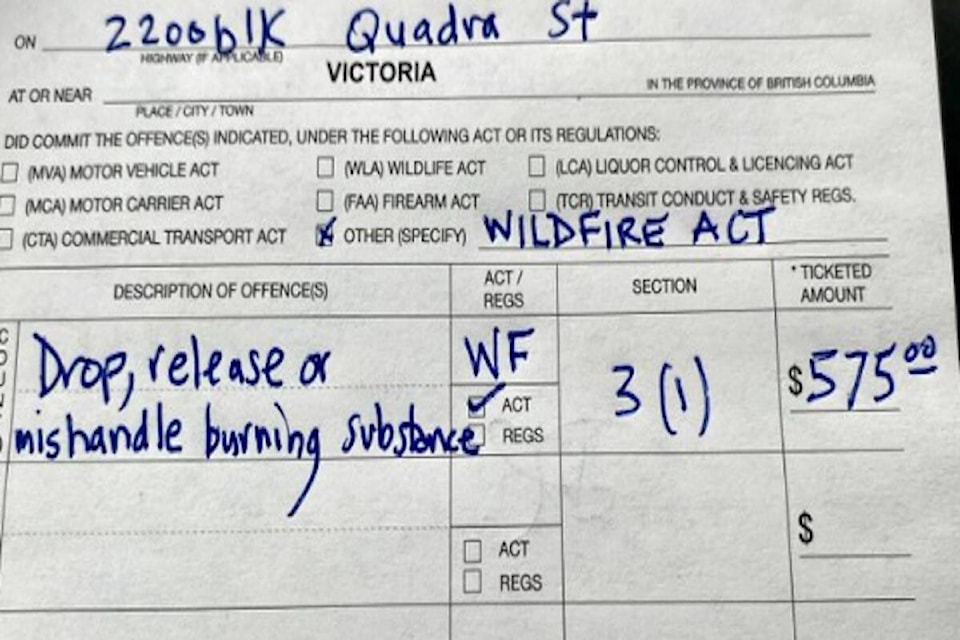 ON 2200blk Quadra St
HIGHWAY (IF APPLICABLE)
VICTORIA
AT OR NEAR IN THE PROVINCE OF BRITISH COLUMBIA
PLACE / CITY / TOWN
DID COMMIT THE OFFENCE(S) INDICATED, UNDER THE FOLLOWING ACT OR ITS REGULATIONS:
(MVA) MOTOR VEHICLE ACT (WLA) WILDLIFE ACT (LCA) LIQUOR CONTROL & LICENCING ACT
(MCA) MOTOR CARRIER ACT (FAA) FIREARM ACT (TCR) TRANSIT CONDUCT & SAFETY REGS.
(CTA) COMMERCIAL TRANSPORT ACT OTHER (SPECIFY) WILDFIRE ACT
DESCRIPTION OF OFFENCE(S) ACT / REGS SECTION * TICKETED AMOUNT
Drop, release or WF
mishandle burning substance ACT 3 (1) $575.00
REGS
$
ACT
REGS